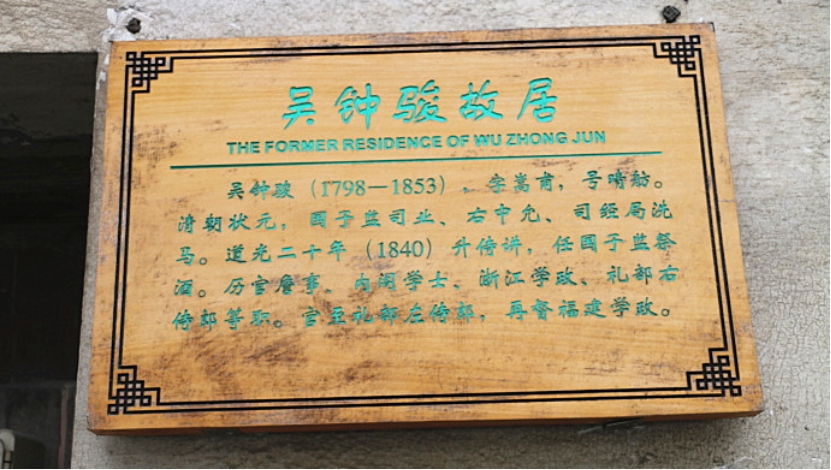 吴钟骏故居
THE FORMER RESIDENCE OF WU ZHONG JUN
吴钟骏（1798—1853），字嵩甫，号晴舫。
清朝状元，国子监司业、右中允、司经局洗
马。道光二十年（1840）升侍讲，任国子监祭
酒。历官詹事、内阁学士、浙江学政、礼部右
侍郎等职。官至礼部左侍郎，再督福建学政。